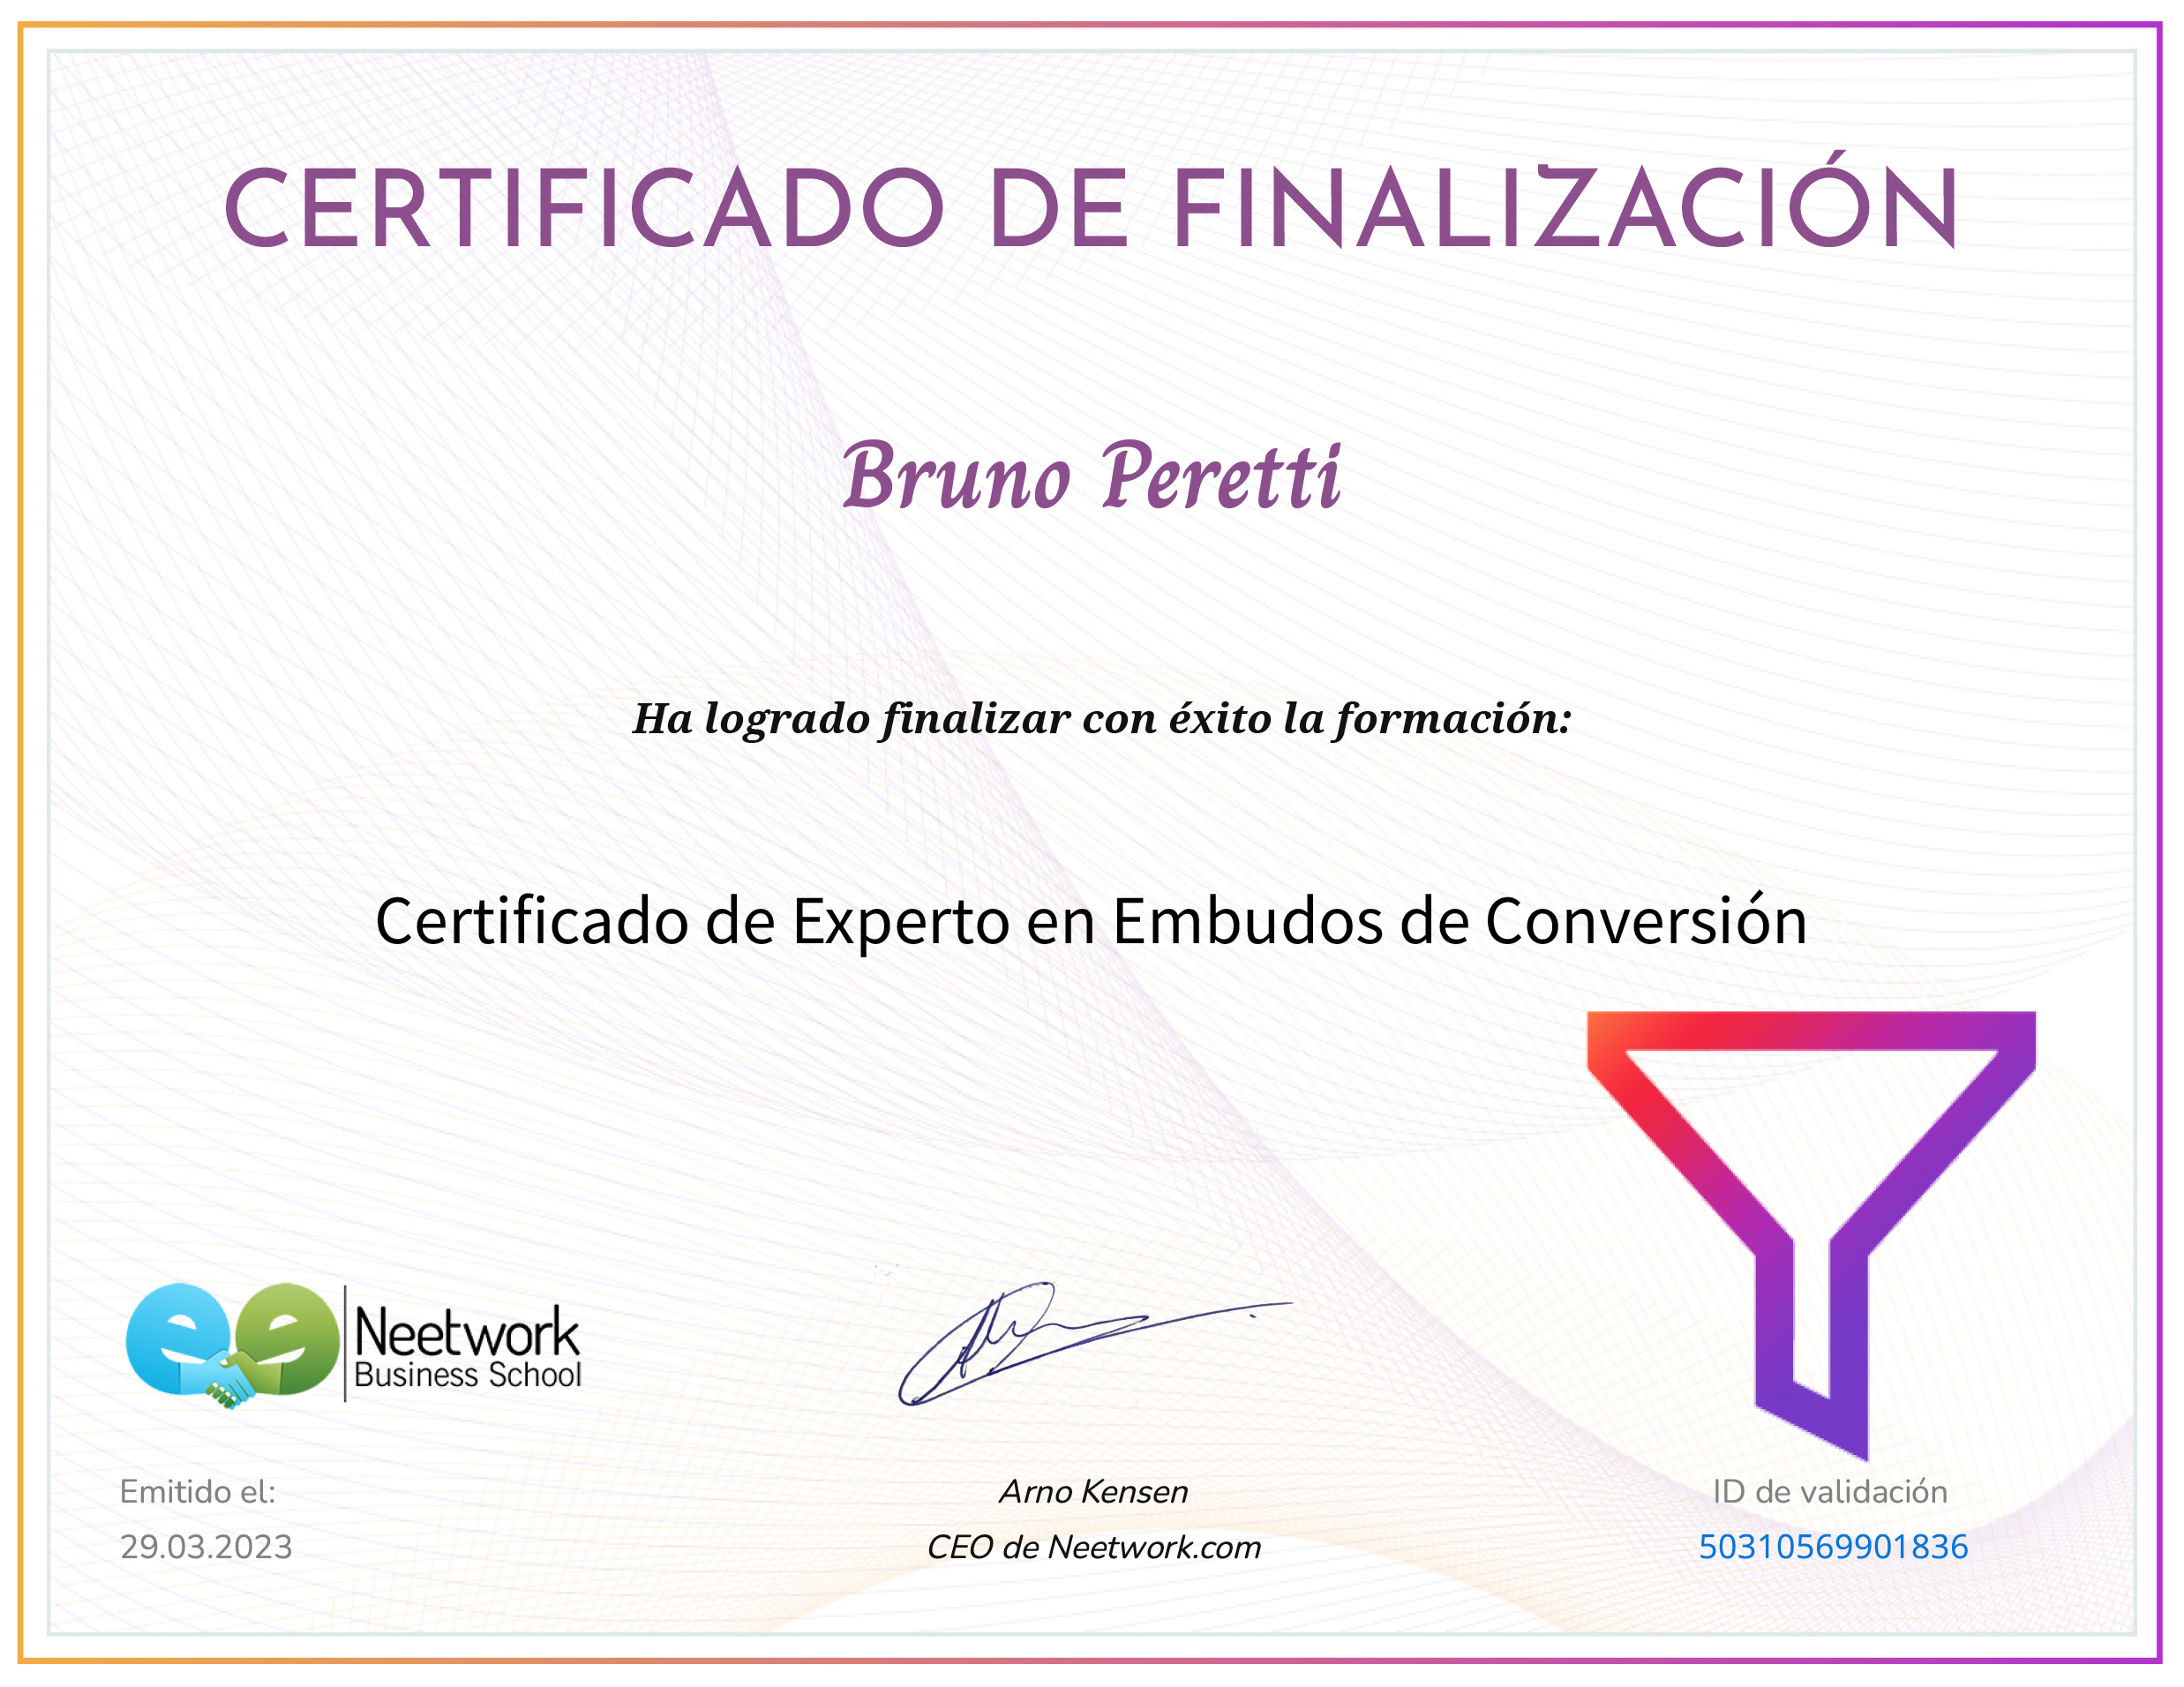 CERTIFICADO DE FINALIZACIÓN
Bruno Peretti
Ha logrado finalizar con éxito la formación:
Certificado de Experto en Embudos de Conversión
Neetwork
Business School
Emitido el:
29.03.2023
Arno Kensen
CEO de Neetwork.com
ID de validación
50310569901836